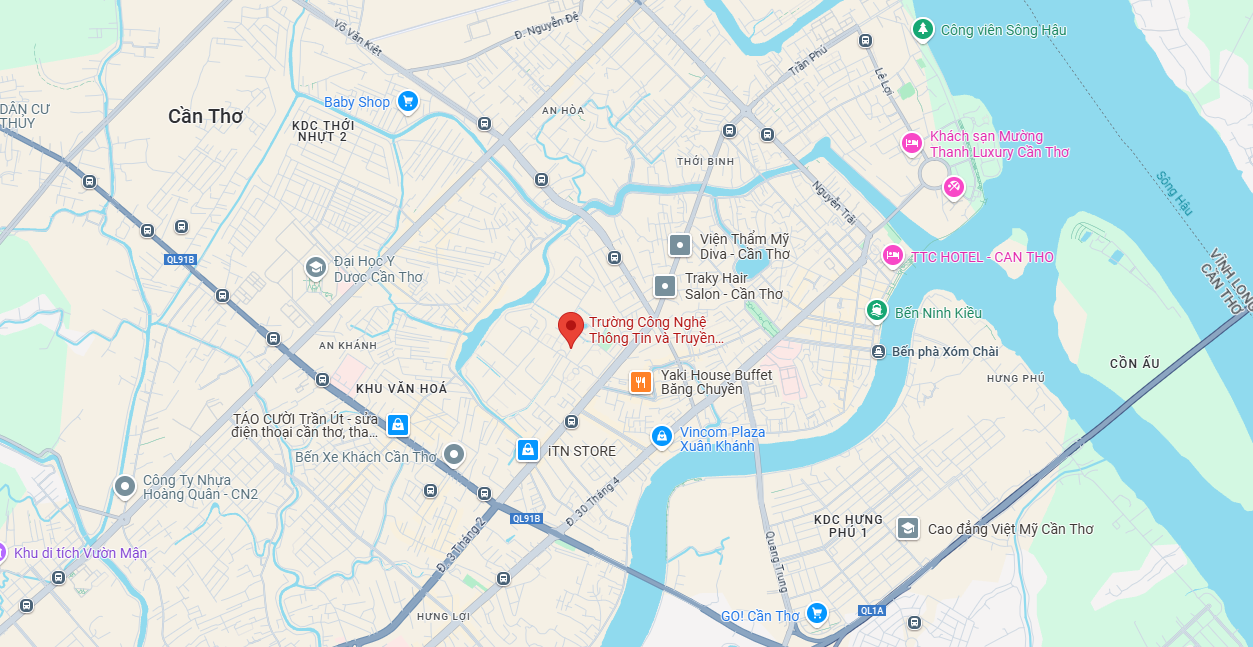 Đ. Nguyễn Đệ
Võ Văn Kiệt
Công viên Sông Hậu
Trần Phú
Lê Lợi
Baby Shop
DÂN CƯ
THÚY
Cần Thơ
KDC THỚI
NHỰT 2
AN HÒA
THỚI BÌNH
Khách sạn Mường
Thanh Luxury Cần Thơ
Sông Hậu
Nguyễn Trãi
Viện Thẩm Mỹ
Diva - Cần Thơ
TTC HOTEL - CAN THO
VĨNH LONG
CẦN THƠ
QL91B
Đại Học Y
Dược Cần Thơ
Traky Hair
Salon - Cần Thơ
Bến Ninh Kiều
Trường Công Nghệ
Thông Tin và Truyền...
AN KHÁNH
Bến phà Xóm Chài
CỒN ẤU
HƯNG PHÚ
KHU VĂN HOÁ
Yaki House Buffet
Băng Chuyền
TÁO CƯỜI Trần Út - sửa
điện thoại cần thơ, tha...
Vincom Plaza
Xuân Khánh
iTN STORE
Bến Xe Khách Cần Thơ
Công Ty Nhựa
Hoàng Quân - CN2
Đ. 30 Tháng 4
QL91B
KDC HƯNG
PHÚ 1
Cao đẳng Việt Mỹ Cần Thơ
Khu di tích Vườn Mận
Đ. 3 Tháng 2
Quang Trung
HƯNG LỢI
GO! Cần Thơ
QL1A